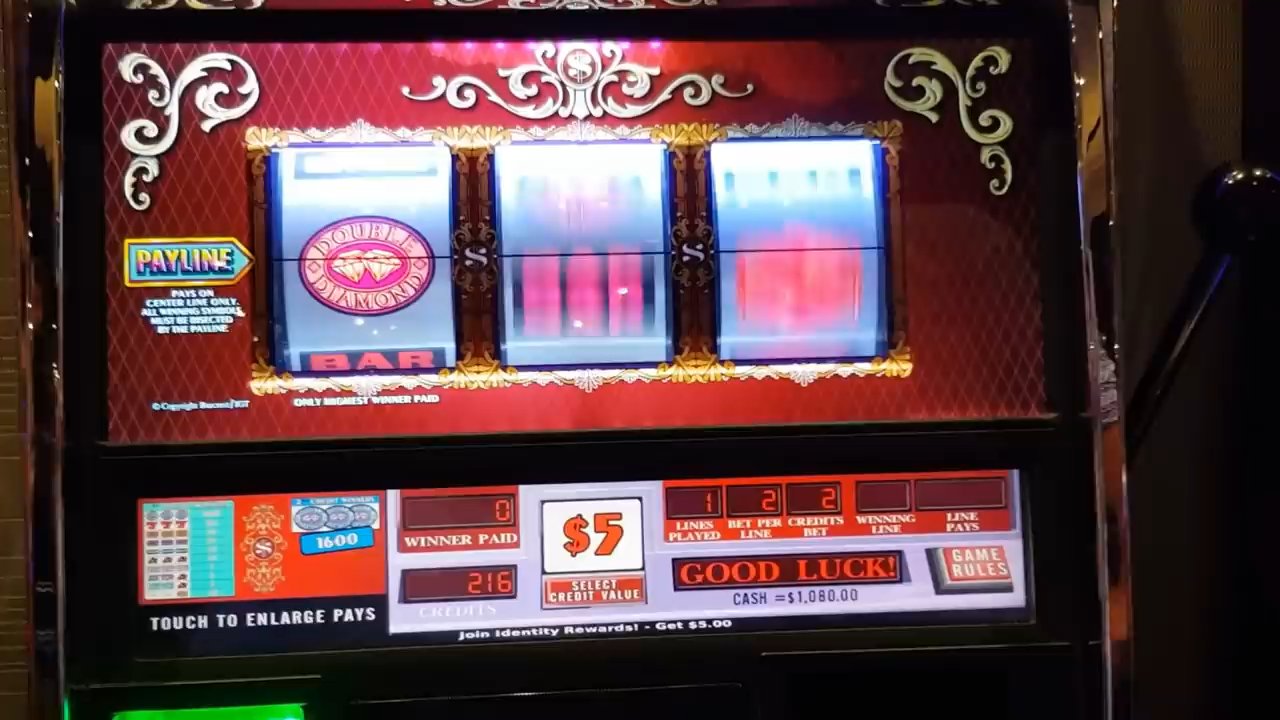 $
DOUBLE
DIAMOND
PAYLINE
PAYS ON
CENTER LINE ONLY.
ALL WINNING SYMBOLS
MUST BE BISECTED
BY THE PAYLINE.
S
S
BAR
ONLY HIGHEST WINNER PAID
1600
TOUCH TO ENLARGE PAYS
0
WINNER PAID
216
CREDITS
$5
SELECT
CREDIT VALUE
1
LINES
PLAYED
2
BET PER
LINE
2
CREDITS
BET
WINNING
LINE
LINE
PAYS
GOOD LUCK!
CASH =$1,080.00
GAME
RULES
Join Identity Rewards! - Get $5.00